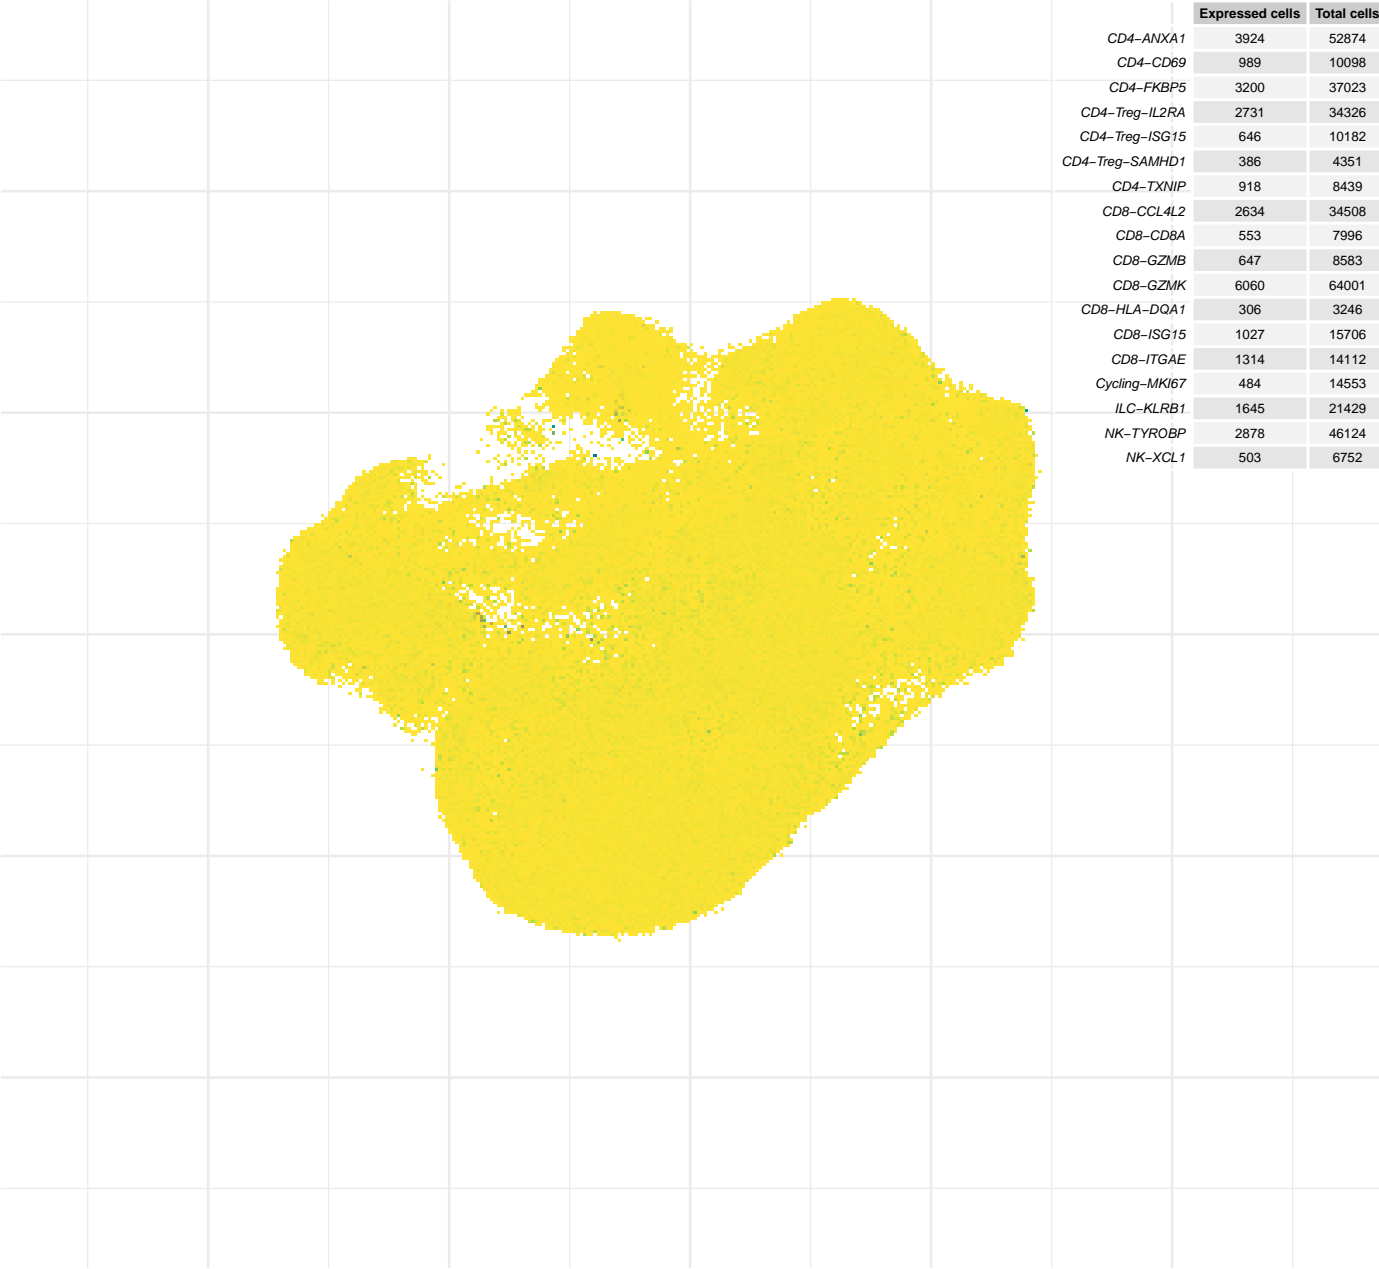 Expressed cells Total cells
CD4−ANXA1 3924 52874
CD4−CD69 989 10098
CD4−FKBP5 3200 37023
CD4−Treg−IL2RA 2731 34326
CD4−Treg−ISG15 646 10182
CD4−Treg−SAMHD1 386 4351
CD4−TXNIP 918 8439
CD8−CCL4L2 2634 34508
CD8−CD8A 553 7996
CD8−GZMB 647 8583
CD8−GZMK 6060 64001
CD8−HLA−DQA1 306 3246
CD8−ISG15 1027 15706
CD8−ITGAE 1314 14112
Cycling−MKI67 484 14553
ILC−KLRB1 1645 21429
NK−TYROBP 2878 46124
NK−XCL1 503 6752